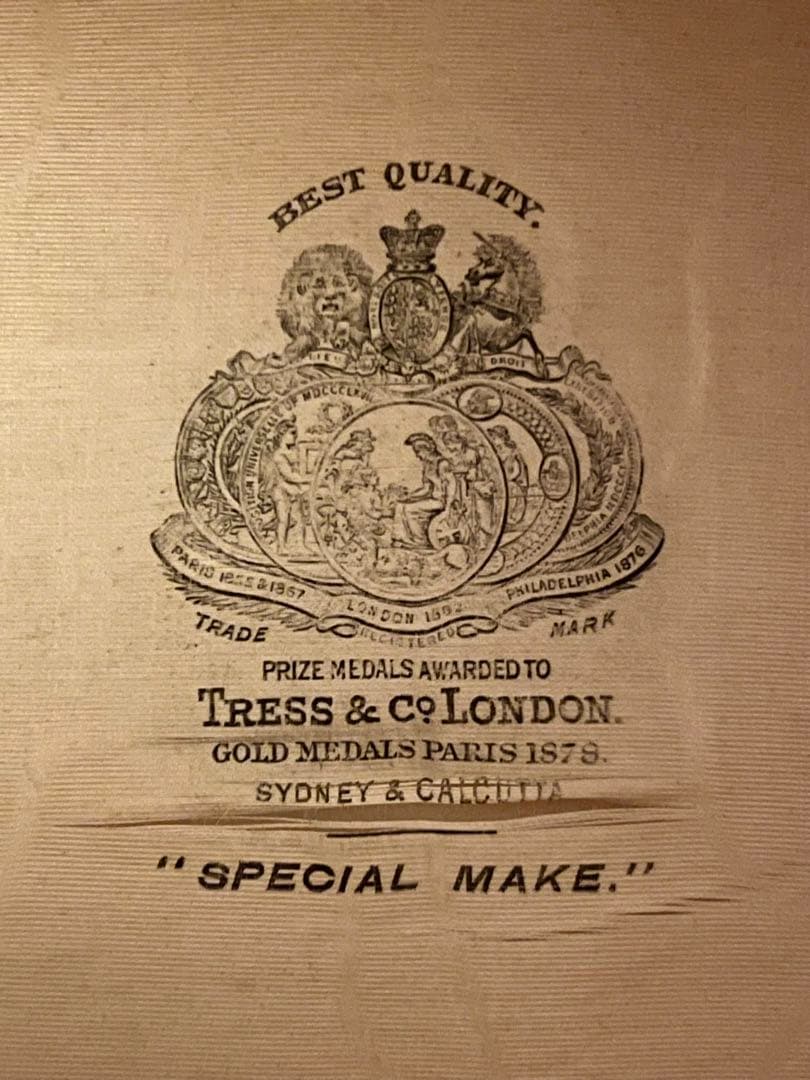 BEST QUALITY.
DROIT
PARIS 1855 & 1867
LONDON 1862
PHILADELPHIA 1876
REGISTERED
TRADE MARK
PRIZE MEDALS AWARDED TO
TRESS & Co LONDON.
GOLD MEDALS PARIS 1878.
SYDNEY & CALCUTTA
"SPECIAL MAKE."